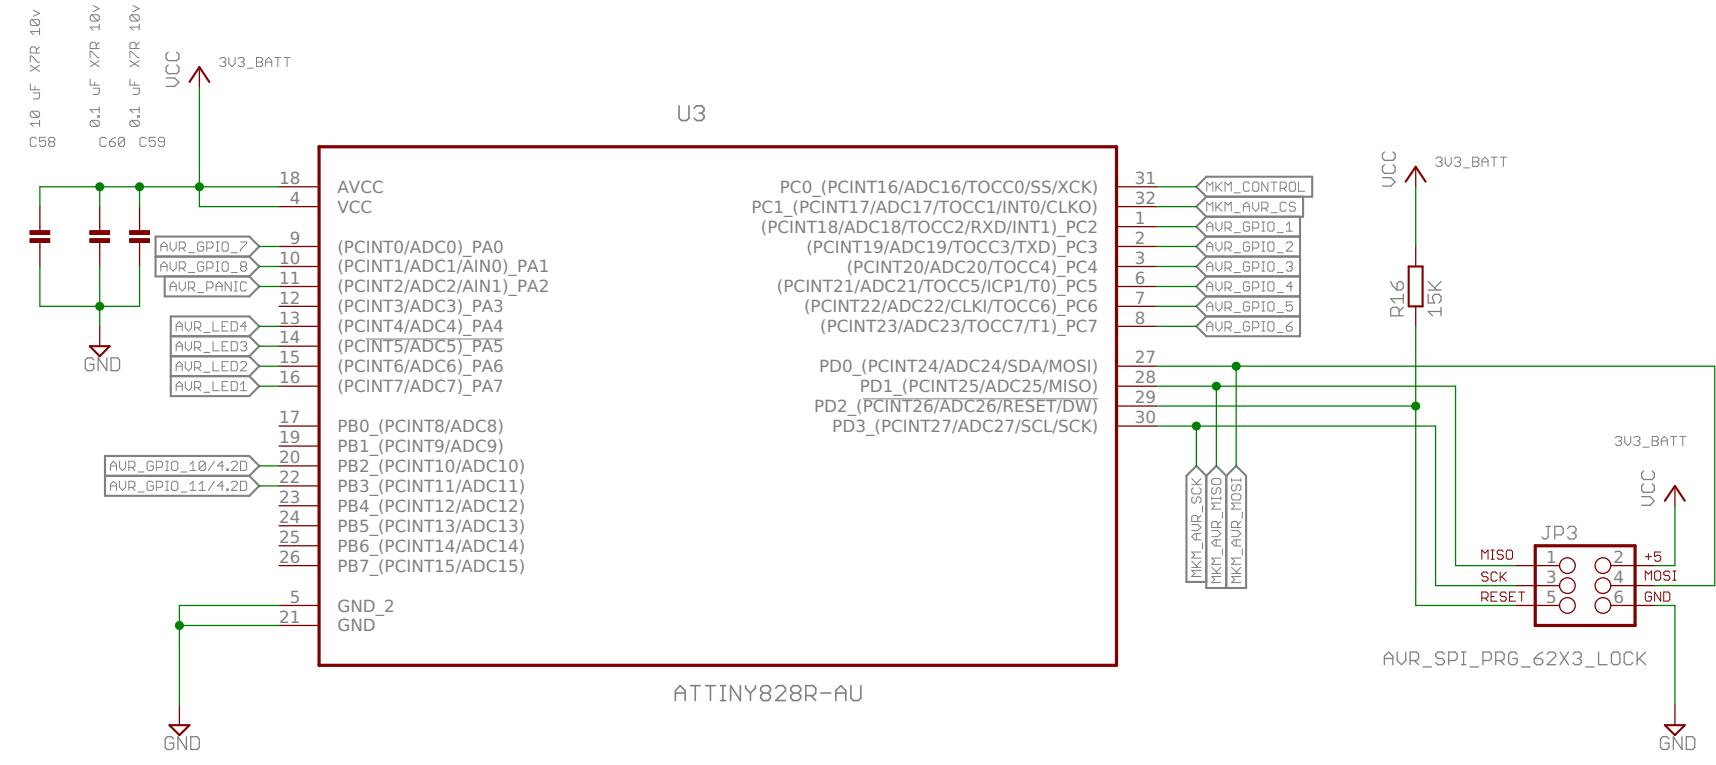 10 uF X7R 10v
0.1 uF X7R 10v
0.1 uF X7R 10v
C58
C60
C59
VCC
3V3_BATT
GND
U3
18 AVCC
4 VCC
AVR_GPIO_7 9 (PCINT0/ADC0)_PA0
AVR_GPIO_8 10 (PCINT1/ADC1/AIN0)_PA1
AVR_PANIC 11 (PCINT2/ADC2/AIN1)_PA2
12 (PCINT3/ADC3)_PA3
AVR_LED4 13 (PCINT4/ADC4)_PA4
AVR_LED3 14 (PCINT5/ADC5)_PA5
AVR_LED2 15 (PCINT6/ADC6)_PA6
AVR_LED1 16 (PCINT7/ADC7)_PA7
17 PB0_(PCINT8/ADC8)
19 PB1_(PCINT9/ADC9)
AVR_GPIO_10/4.2D 20 PB2_(PCINT10/ADC10)
AVR_GPIO_11/4.2D 22 PB3_(PCINT11/ADC11)
23 PB4_(PCINT12/ADC12)
24 PB5_(PCINT13/ADC13)
25 PB6_(PCINT14/ADC14)
26 PB7_(PCINT15/ADC15)
5 GND_2
21 GND
GND
PC0_(PCINT16/ADC16/TOCC0/SS/XCK) 31 MKM_CONTROL
PC1_(PCINT17/ADC17/TOCC1/INT0/CLKO) 32 MKM_AVR_CS
(PCINT18/ADC18/TOCC2/RXD/INT1)_PC2 1 AVR_GPIO_1
(PCINT19/ADC19/TOCC3/TXD)_PC3 2 AVR_GPIO_2
(PCINT20/ADC20/TOCC4)_PC4 3 AVR_GPIO_3
(PCINT21/ADC21/TOCC5/ICP1/T0)_PC5 6 AVR_GPIO_4
(PCINT22/ADC22/CLKI/TOCC6)_PC6 7 AVR_GPIO_5
(PCINT23/ADC23/TOCC7/T1)_PC7 8 AVR_GPIO_6
PD0_(PCINT24/ADC24/SDA/MOSI) 27
PD1_(PCINT25/ADC25/MISO) 28
PD2_(PCINT26/ADC26/RESET/DW) 29
PD3_(PCINT27/ADC27/SCL/SCK) 30
MKM_AVR_SCK
MKM_AVR_MISO
MKM_AVR_MOSI
ATTINY828R-AU
VCC
3V3_BATT
R16
15K
3V3_BATT
VCC
JP3
MISO 1 2 +5
SCK 3 4 MOSI
RESET 5 6 GND
AVR_SPI_PRG_62X3_LOCK
GND